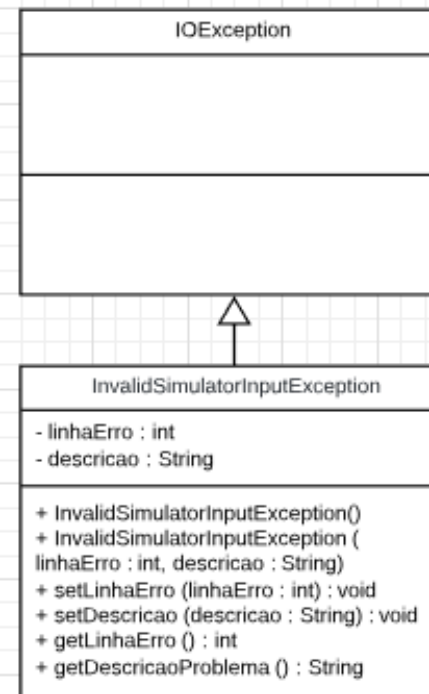 IOException
InvalidSimulatorInputException
- linhaErro : int
- descricao : String
+ InvalidSimulatorInputException()
+ InvalidSimulatorInputException (
linhaErro : int, descricao : String)
+ setLinhaErro (linhaErro : int) : void
+ setDescricao (descricao : String) : void
+ getLinhaErro () : int
+ getDescricaoProblema () : String